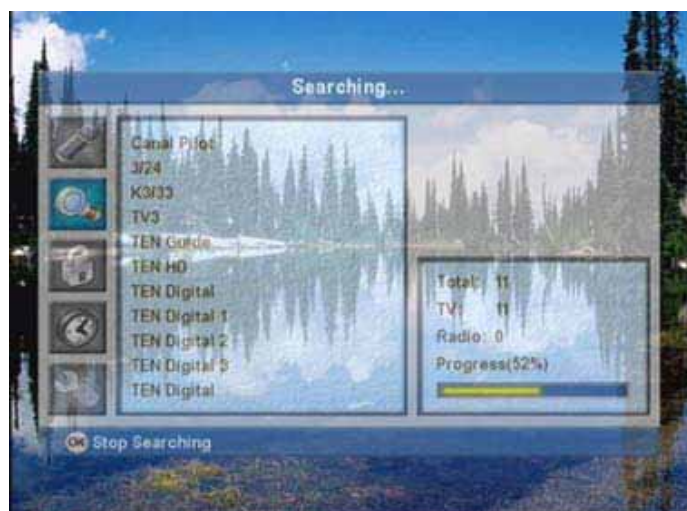 Searching...
Canal Pilot
3/24
K3/33
TV3
TEN Guide
TEN HD
TEN Digital
TEN Digital 1
TEN Digital 2
TEN Digital 3
TEN Digital
Total: 11
TV: 11
Radio: 0
Progress(52%)
OK Stop Searching